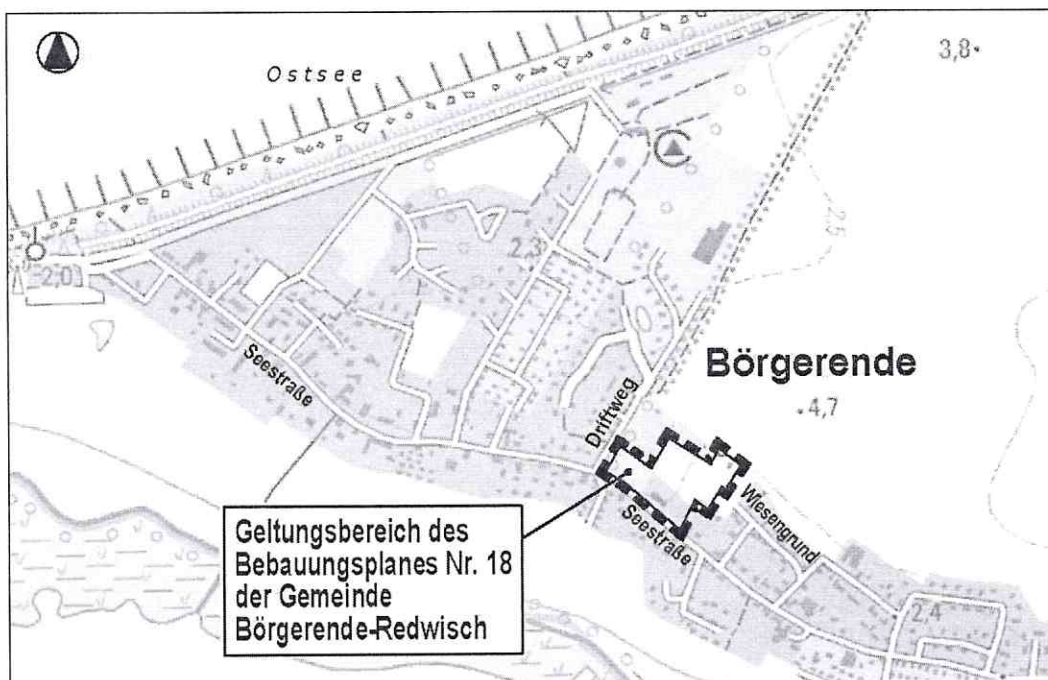 Ostsee
3,8
2,5
2,3
2,0
Seestraße
Börgerende
4,7
Driftweg
Wiesengrund
Seestraße
Geltungsbereich des
Bebauungsplanes Nr. 18
der Gemeinde
Börgerende-Redwisch
2,4